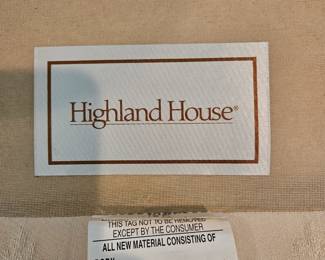 Highland House®
THIS TAG NOT TO BE REMOVED
EXCEPT BY THE CONSUMER
ALL NEW MATERIAL CONSISTING OF